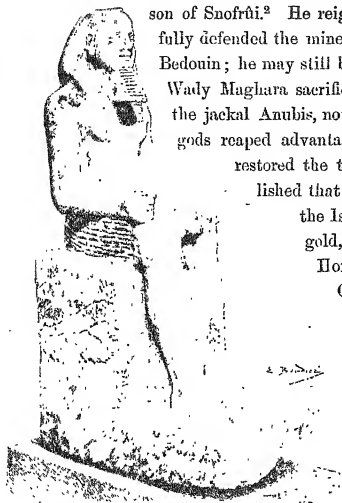 son of Snofrûi.² He reig
fully defended the mine
Bedouin; he may still b
Wady Maghara sacrifi
the jackal Anubis, no
gods reaped advanta
restored the t
lished that
the Is
gold,
Hor